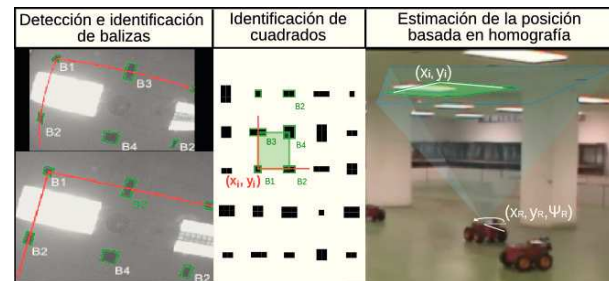 Detección e identificación
de balizas
Identificación de
cuadrados
Estimación de la posición
basada en homografía
B1
B3
B2
B4
B1
B2
B4
B2
B2
B3
B4
(xi, yi)
B1
B2
(xi, yi)
(xR, yR, ΨR)